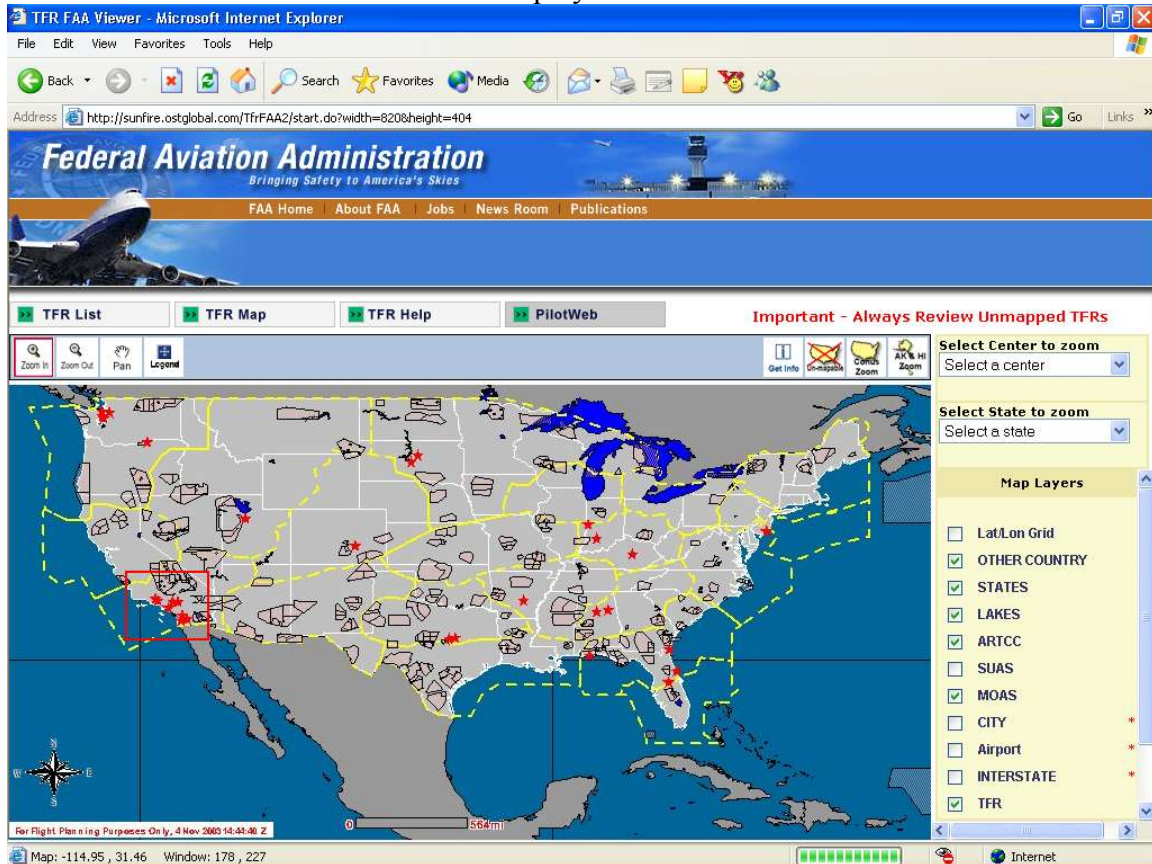 TFR FAA Viewer - Microsoft Internet Explorer
File Edit View Favorites Tools Help
Back Search Favorites Media
Address http://sunfire.ostglobal.com/TfrFAA2/start.do?width=820&height=404 Go Links »
Federal Aviation Administration
Bringing Safety to America's Skies
FAA Home | About FAA | Jobs | News Room | Publications
TFR List TFR Map TFR Help PilotWeb Important - Always Review Unmapped TFRs
Zoom In Zoom Out Pan Legend Get Info Un-mapable Conus Zoom AK & HI Zoom
Select Center to zoom
Select a center
Select State to zoom
Select a state
Map Layers
Lat/Lon Grid
OTHER COUNTRY
STATES
LAKES
ARTCC
SUAS
MOAS
CITY *
Airport *
INTERSTATE *
TFR
N
W E
S
For Flight Planning Purposes Only, 4 Nov 2003 14:44:40 Z
0 564mi
Map: -114.95 , 31.46 Window: 178 , 227 Internet